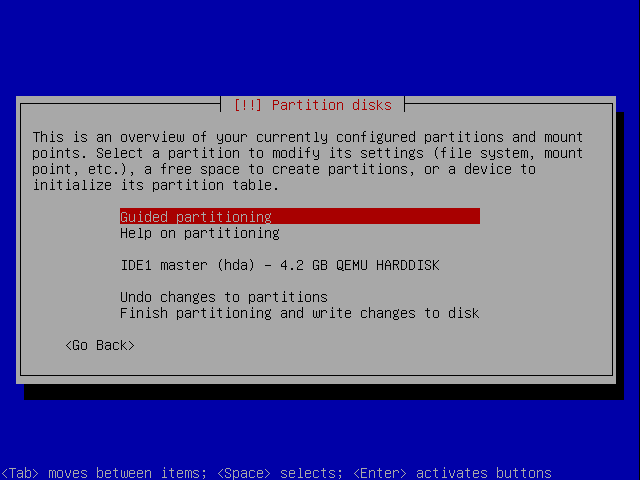 [!!] Partition disks
This is an overview of your currently configured partitions and mount
points. Select a partition to modify its settings (file system, mount
point, etc.), a free space to create partitions, or a device to
initialize its partition table.
Guided partitioning
Help on partitioning
IDE1 master (hda) - 4.2 GB QEMU HARDDISK
Undo changes to partitions
Finish partitioning and write changes to disk
<Go Back>
<Tab> moves between items; <Space> selects; <Enter> activates buttons